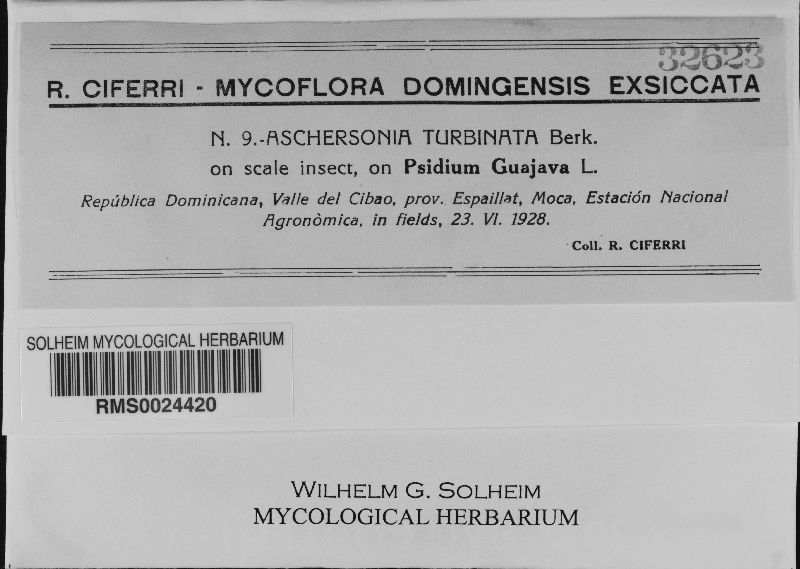 32623
R. CIFERRI - MYCOFLORA DOMINGENSIS EXSICCATA
N. 9.-ASCHERSONIA TURBINATA Berk.
on scale insect, on Psidium Guajava L.
República Dominicana, Valle del Cibao, prov. Espaillat, Moca, Estación Nacional
Agronòmica, in fields, 23. VI. 1928.
Coll. R. CIFERRI
SOLHEIM MYCOLOGICAL HERBARIUM
RMS0024420
WILHELM G. SOLHEIM
MYCOLOGICAL HERBARIUM